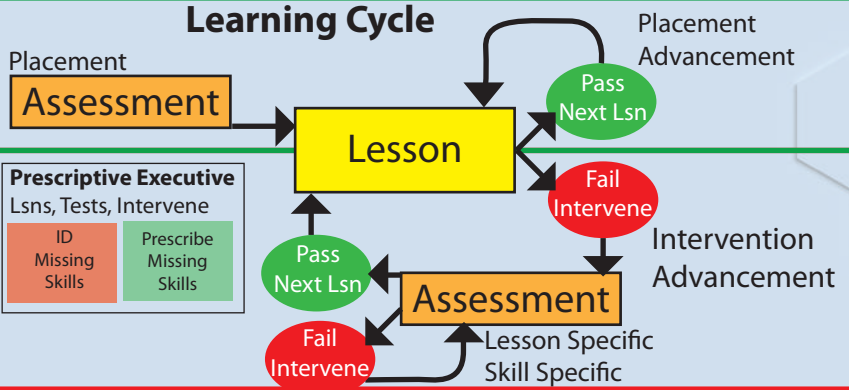 Learning Cycle
Placement
Assessment
Lesson
Pass
Next Lsn
Placement
Advancement
Fail
Intervene
Intervention
Advancement
Prescriptive Executive
Lsns, Tests, Intervene
ID
Missing
Skills
Prescribe
Missing
Skills
Pass
Next Lsn
Assessment
Fail
Intervene
Lesson Specific
Skill Specific